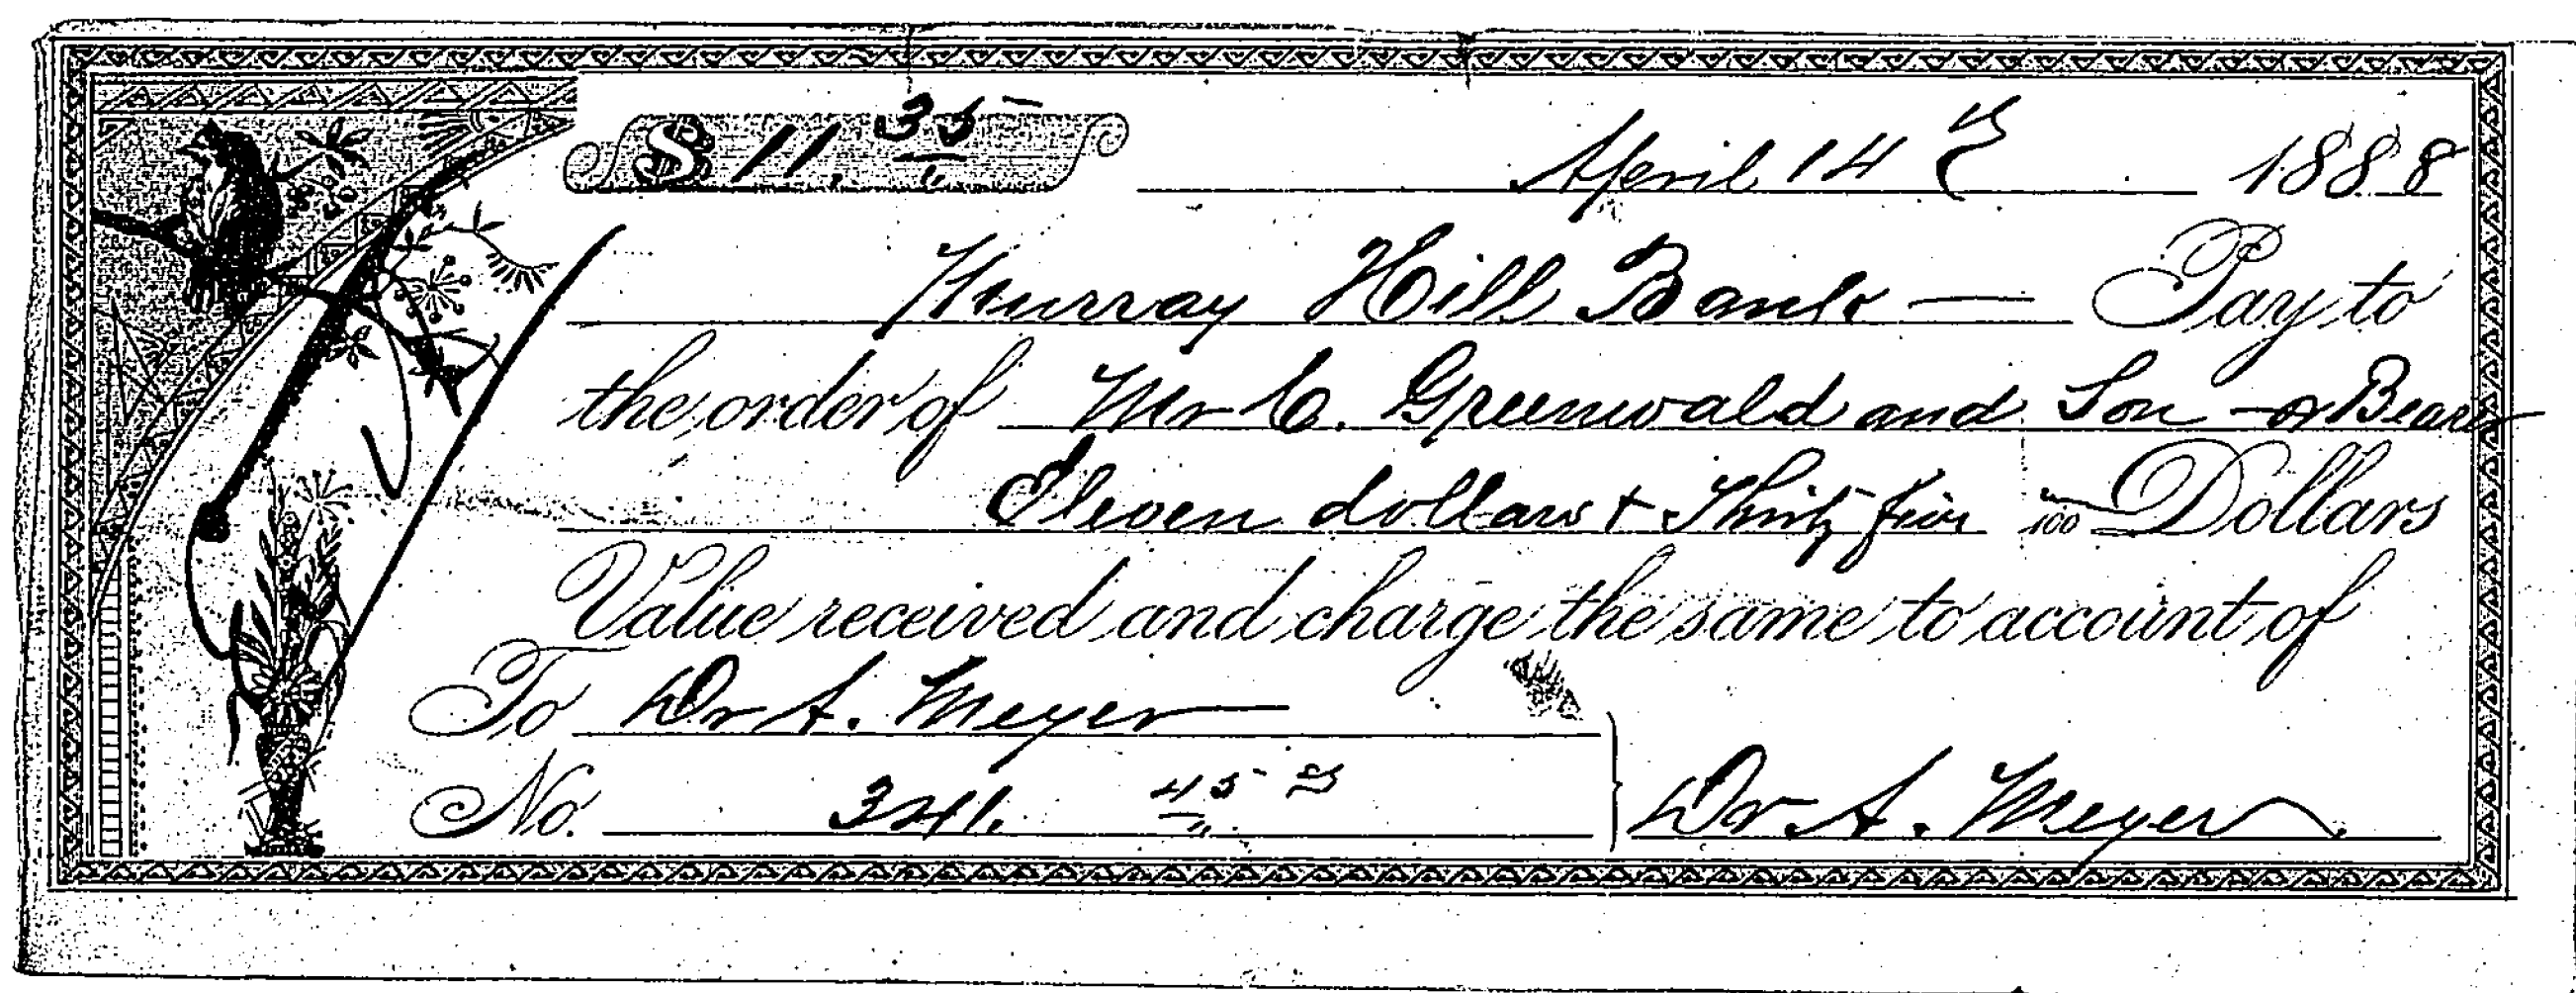 $ 11. 35 April 14th 1888
Murray Hill Bank — Pay to
the order of Mr C. Greenwald and Son - or Bearer
Eleven dollars + Thirty five 100 Dollars
Value received and charge the same to account of
To Dr A. Meyer
No. 341. 45 Dr A. Meyer